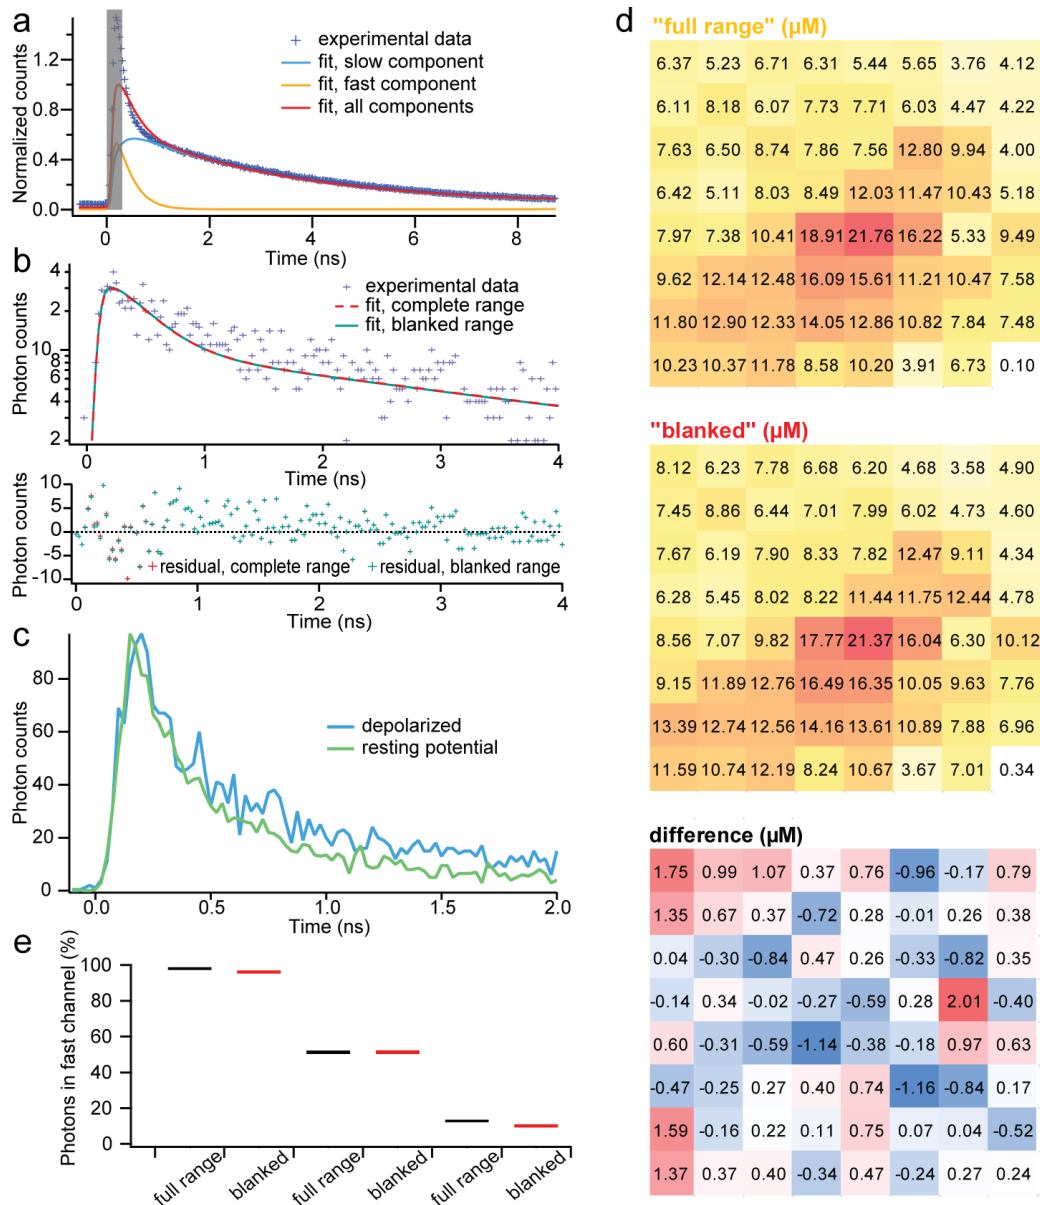 a
Normalized counts
1.2
0.8
0.4
0.0
experimental data
fit, slow component
fit, fast component
fit, all components
0 2 4 6 8
Time (ns)
b
Photon counts
4
2
10
8
6
4
2
experimental data
fit, complete range
fit, blanked range
0 1 2 3 4
Time (ns)
Photon counts
10
5
0
-5
-10
residual, complete range residual, blanked range
0 1 2 3 4
Time (ns)
c
Photon counts
80
60
40
20
0
depolarized
resting potential
0.0 0.5 1.0 1.5 2.0
Time (ns)
e
Photons in fast channel (%)
100
80
60
40
20
0
full range blanked full range blanked full range blanked
d
"full range" (µM)
6.37 5.23 6.71 6.31 5.44 5.65 3.76 4.12
6.11 8.18 6.07 7.73 7.71 6.03 4.47 4.22
7.63 6.50 8.74 7.86 7.56 12.80 9.94 4.00
6.42 5.11 8.03 8.49 12.03 11.47 10.43 5.18
7.97 7.38 10.41 18.91 21.76 16.22 5.33 9.49
9.62 12.14 12.48 16.09 15.61 11.21 10.47 7.58
11.80 12.90 12.33 14.05 12.86 10.82 7.84 7.48
10.23 10.37 11.78 8.58 10.20 3.91 6.73 0.10
"blanked" (µM)
8.12 6.23 7.78 6.68 6.20 4.68 3.58 4.90
7.45 8.86 6.44 7.01 7.99 6.02 4.73 4.60
7.67 6.19 7.90 8.33 7.82 12.47 9.11 4.34
6.28 5.45 8.02 8.22 11.44 11.75 12.44 4.78
8.56 7.07 9.82 17.77 21.37 16.04 6.30 10.12
9.15 11.89 12.76 16.49 16.35 10.05 9.63 7.76
13.39 12.74 12.56 14.16 13.61 10.89 7.88 6.96
11.59 10.74 12.19 8.24 10.67 3.67 7.01 0.34
difference (µM)
1.75 0.99 1.07 0.37 0.76 -0.96 -0.17 0.79
1.35 0.67 0.37 -0.72 0.28 -0.01 0.26 0.38
0.04 -0.30 -0.84 0.47 0.26 -0.33 -0.82 0.35
-0.14 0.34 -0.02 -0.27 -0.59 0.28 2.01 -0.40
0.60 -0.31 -0.59 -1.14 -0.38 -0.18 0.97 0.63
-0.47 -0.25 0.27 0.40 0.74 -1.16 -0.84 0.17
1.59 -0.16 0.22 0.11 0.75 0.07 0.04 -0.52
1.37 0.37 0.40 -0.34 0.47 -0.24 0.27 0.24